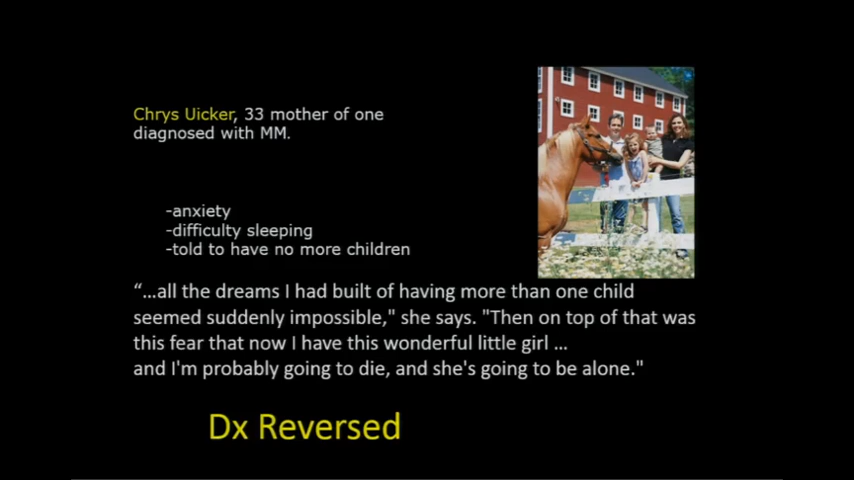 Chrys Uicker, 33 mother of one
diagnosed with MM.
-anxiety
-difficulty sleeping
-told to have no more children
“…all the dreams I had built of having more than one child
seemed suddenly impossible," she says. "Then on top of that was
this fear that now I have this wonderful little girl …
and I'm probably going to die, and she's going to be alone."
Dx Reversed